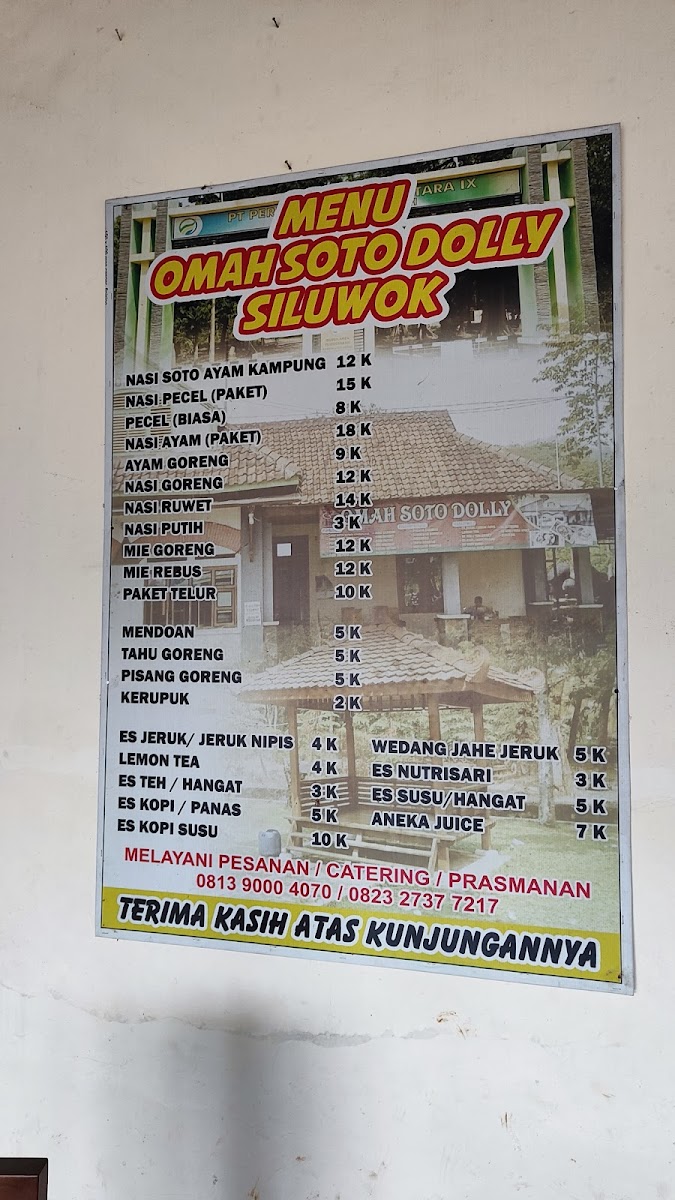 PT PER TARA IX
MENU
OMAH SOTO DOLLY
SILUWOK
NASI SOTO AYAM KAMPUNG 12 K
NASI PECEL (PAKET) 15 K
PECEL (BIASA) 8 K
NASI AYAM (PAKET) 18 K
AYAM GORENG 9 K
NASI GORENG 12 K
NASI RUWET 14 K
NASI PUTIH 3 K
MIE GORENG 12 K
MIE REBUS 12 K
PAKET TELUR 10 K
OMAH SOTO DOLLY
MENDOAN 5 K
TAHU GORENG 5 K
PISANG GORENG 5 K
KERUPUK 2 K
ES JERUK/ JERUK NIPIS 4 K
LEMON TEA 4 K
ES TEH / HANGAT 3 K
ES KOPI / PANAS 5 K
ES KOPI SUSU 10 K
WEDANG JAHE JERUK 5 K
ES NUTRISARI 3 K
ES SUSU/HANGAT 5 K
ANEKA JUICE 7 K
MELAYANI PESANAN / CATERING / PRASMANAN
0813 9000 4070 / 0823 2737 7217
TERIMA KASIH ATAS KUNJUNGANNYA